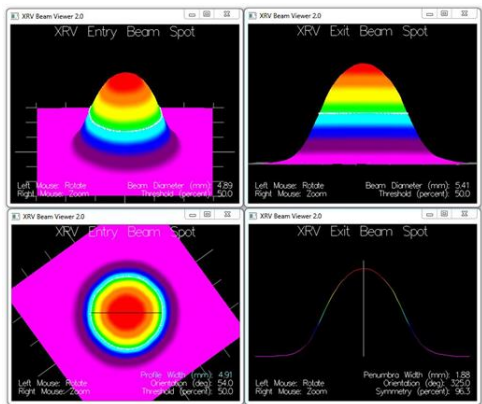 XRV Beam Viewer 2.0
XRV Entry Beam Spot
Left Mouse: Rotate
Right Mouse: Zoom
Beam Diameter (mm): 4.89
Threshold (percent): 50.0
XRV Beam Viewer 2.0
XRV Exit Beam Spot
Left Mouse: Rotate
Right Mouse: Zoom
Beam Diameter (mm): 5.41
Threshold (percent): 50.0
XRV Beam Viewer 2.0
XRV Entry Beam Spot
Left Mouse: Rotate
Right Mouse: Zoom
Profile Width (mm): 4.91
Orientation (deg): 54.0
Threshold (percent): 50.0
XRV Beam Viewer 2.0
XRV Exit Beam Spot
Left Mouse: Rotate
Right Mouse: Zoom
Penumbra Width (mm): 1.88
Orientation (deg): 325.0
Symmetry (percent): 96.3